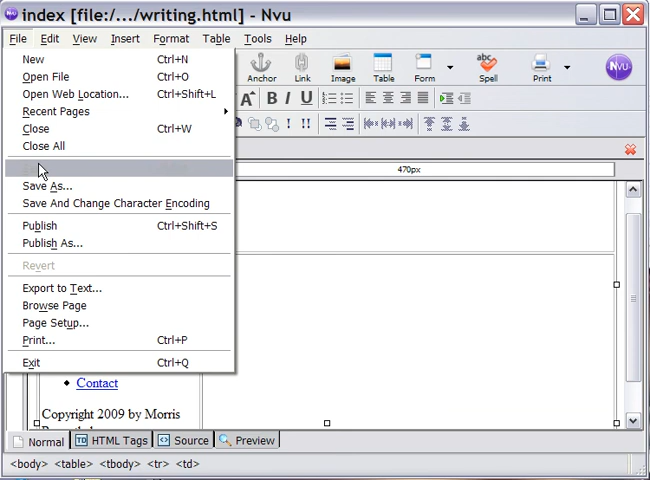 index [file:/.../writing.html] - Nvu
File Edit View Insert Format Table Tools Help
New Ctrl+N
Open File Ctrl+O
Open Web Location... Ctrl+Shift+L
Recent Pages
Close Ctrl+W
Close All
Save As...
Save And Change Character Encoding
Publish Ctrl+Shift+S
Publish As...
Revert
Export to Text...
Browse Page
Page Setup...
Print... Ctrl+P
Exit Ctrl+Q
Anchor Link Image Table Form Spell Print
abc
NVU
A B I U
470px
Contact
Copyright 2009 by Morris
Normal TD HTML Tags Source Preview
<body> <table> <tbody> <tr> <td>